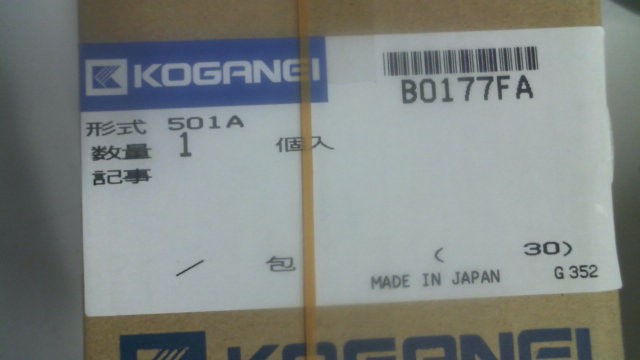 KOGANEI
B0177FA
形式 501A
数量 1 個入
記事
/ 包 ( 30)
MADE IN JAPAN G 352
KOGANEI